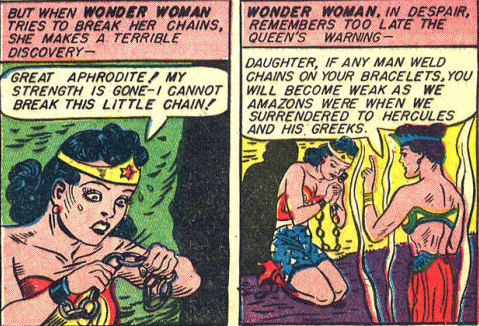 BUT WHEN WONDER WOMAN
TRIES TO BREAK HER CHAINS,
SHE MAKES A TERRIBLE
DISCOVERY—
GREAT APHRODITE! MY
STRENGTH IS GONE—I CANNOT
BREAK THIS LITTLE CHAIN!
WONDER WOMAN, IN DESPAIR,
REMEMBERS TOO LATE THE
QUEEN'S WARNING—
DAUGHTER, IF ANY MAN WELD
CHAINS ON YOUR BRACELETS, YOU
WILL BECOME WEAK AS WE
AMAZONS WERE WHEN WE
SURRENDERED TO HERCULES
AND HIS GREEKS.